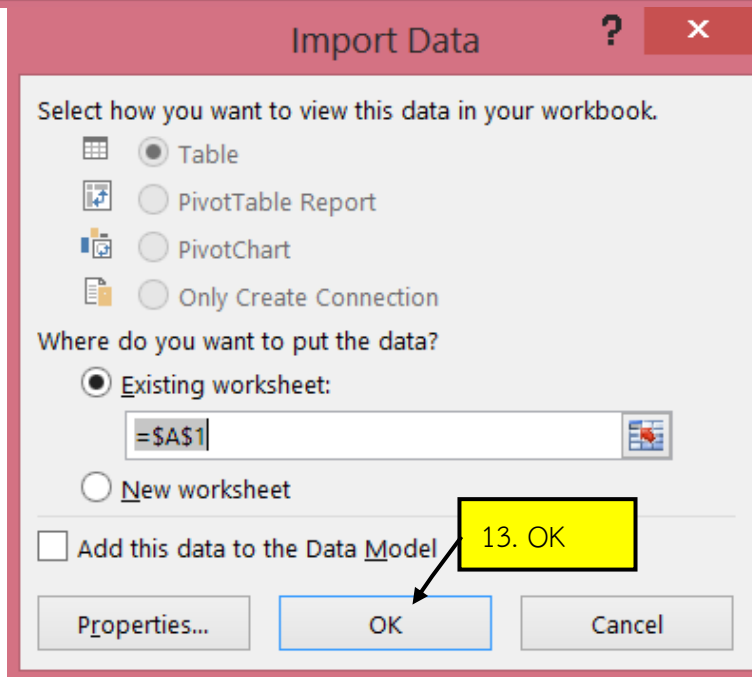 Import Data
?
×
Select how you want to view this data in your workbook.
Table
PivotTable Report
PivotChart
Only Create Connection
Where do you want to put the data?
Existing worksheet:
=$A$1
New worksheet
Add this data to the Data Model
13. OK
Properties...
OK
Cancel